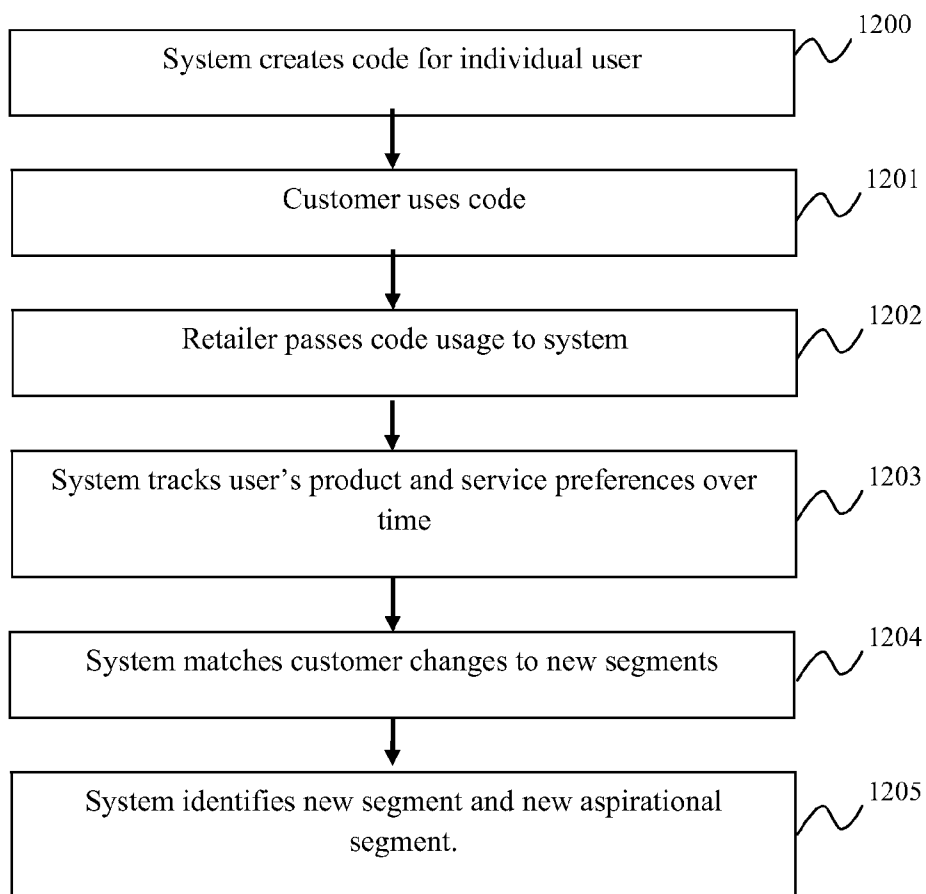 1200
System creates code for individual user
1201
Customer uses code
1202
Retailer passes code usage to system
1203
System tracks user’s product and service preferences over
time
1204
System matches customer changes to new segments
1205
System identifies new segment and new aspirational
segment.